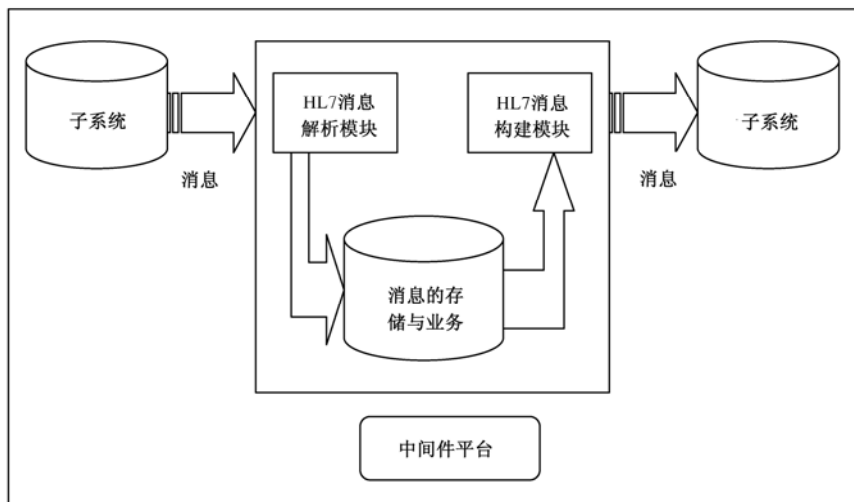 子系统
消息
HL7消息
解析模块
HL7消息
构建模块
消息的存
储与业务
消息
子系统
中间件平台